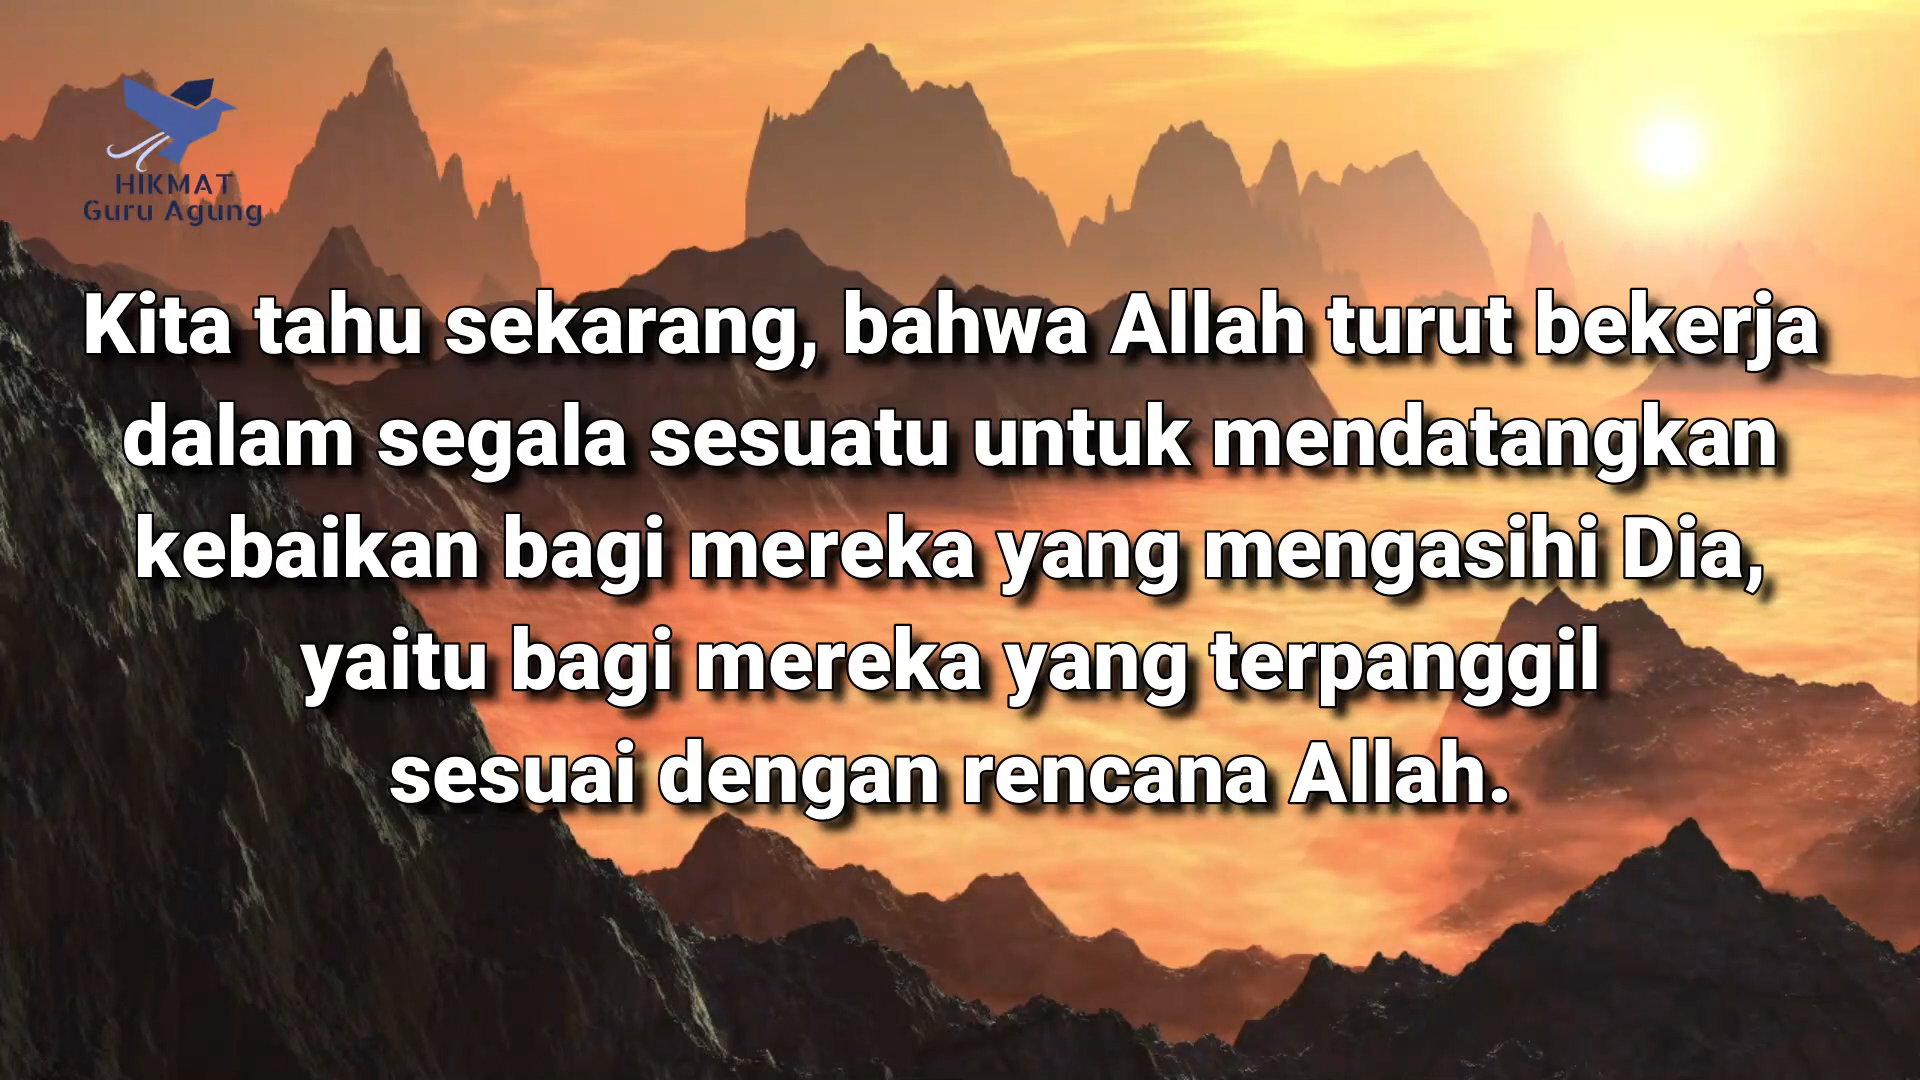 HIKMAT
Guru Agung
Kita tahu sekarang, bahwa Allah turut bekerja
dalam segala sesuatu untuk mendatangkan
kebaikan bagi mereka yang mengasihi Dia,
yaitu bagi mereka yang terpanggil
sesuai dengan rencana Allah.